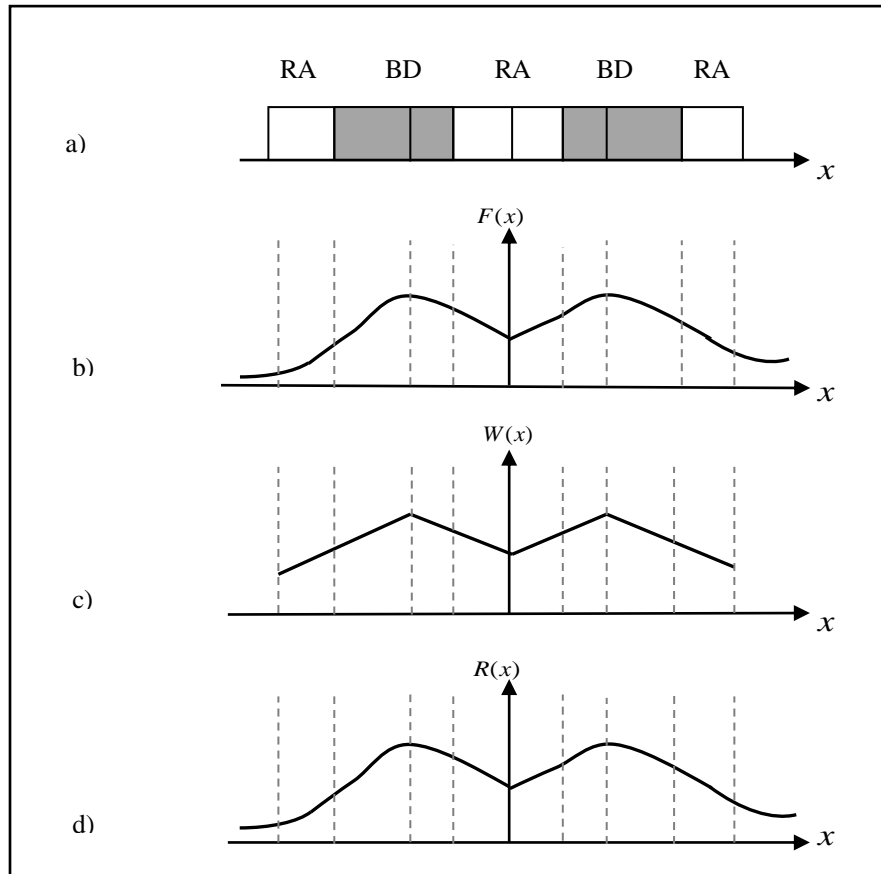 RA BD RA BD RA
a)
x
F(x)
b)
x
W(x)
c)
x
R(x)
d)
x